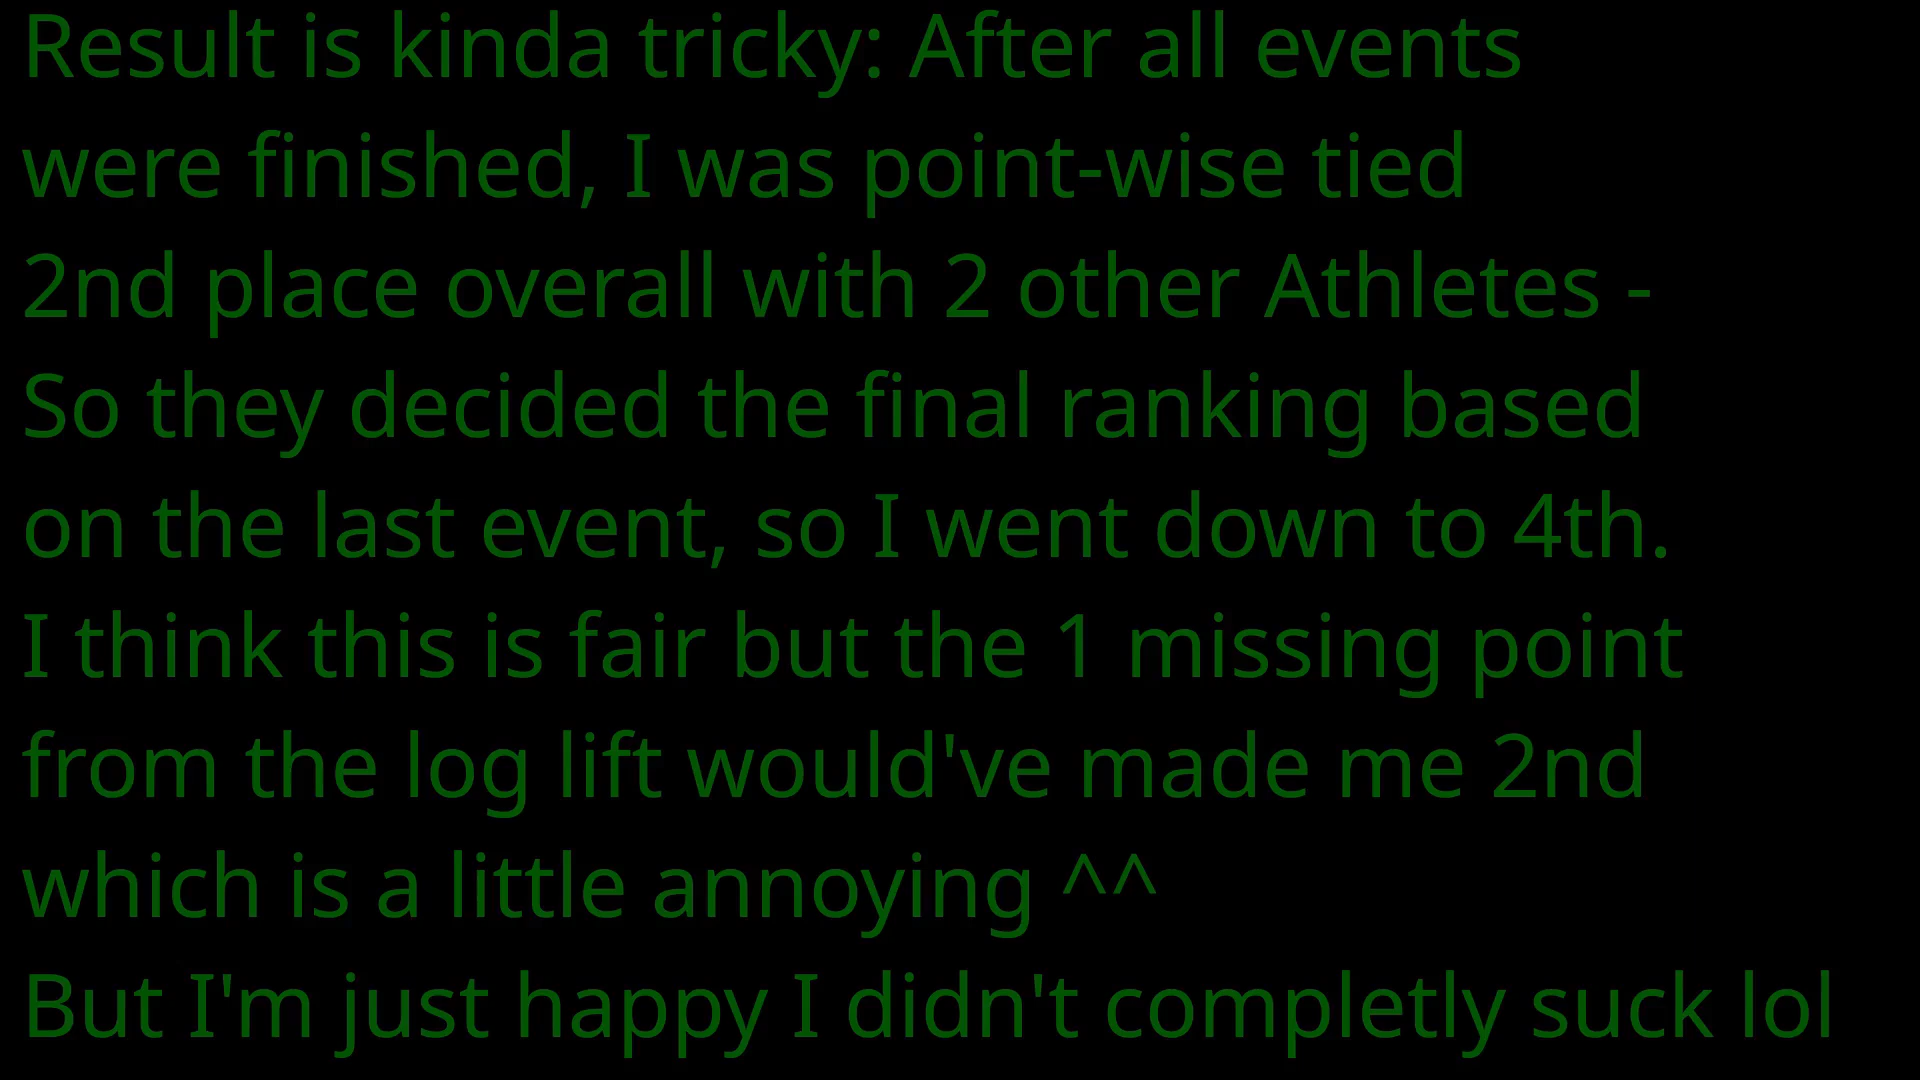 Result is kinda tricky: After all events
were finished, I was point-wise tied
2nd place overall with 2 other Athletes -
So they decided the final ranking based
on the last event, so I went down to 4th.
I think this is fair but the 1 missing point
from the log lift would've made me 2nd
which is a little annoying ^^
But I'm just happy I didn't completly suck lol